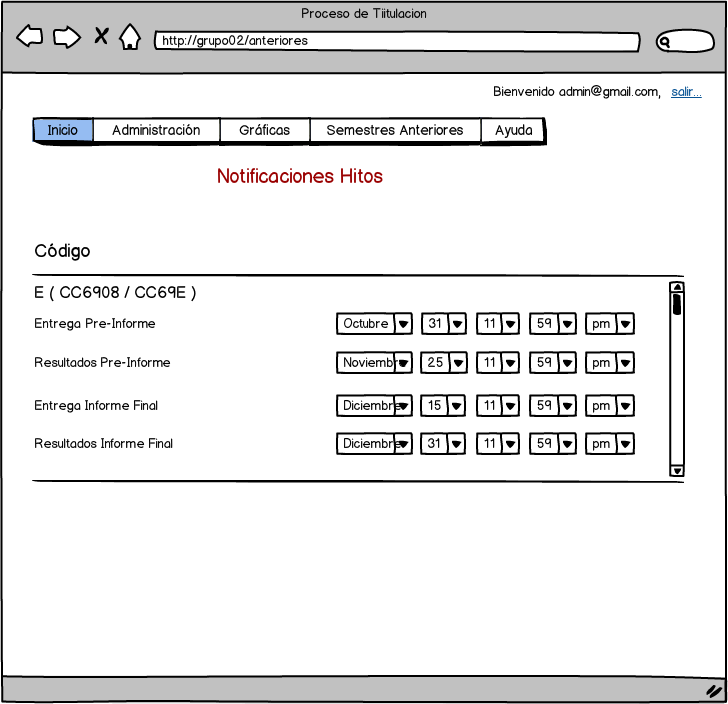 Proceso de Tiitulacion
http://grupo02/anteriores
Bienvenido admin@gmail.com, salir...
Inicio Administración Gráficas Semestres Anteriores Ayuda
Notificaciones Hitos
Código
E ( CC6908 / CC69E )
Entrega Pre-Informe Octubre 31 11 59 pm
Resultados Pre-Informe Noviembre 25 11 59 pm
Entrega Informe Final Diciembre 15 11 59 pm
Resultados Informe Final Diciembre 31 11 59 pm